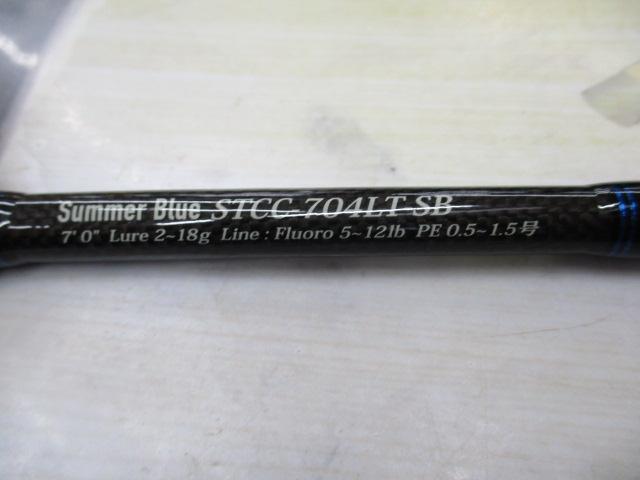 Summer Blue STCC 704LT SB
7' 0" Lure 2~18g Line : Fluoro 5~12lb PE 0.5~1.5号